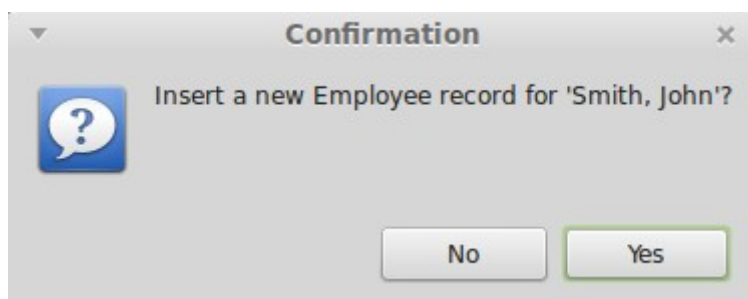 Confirmation
Insert a new Employee record for 'Smith, John'?
No
Yes